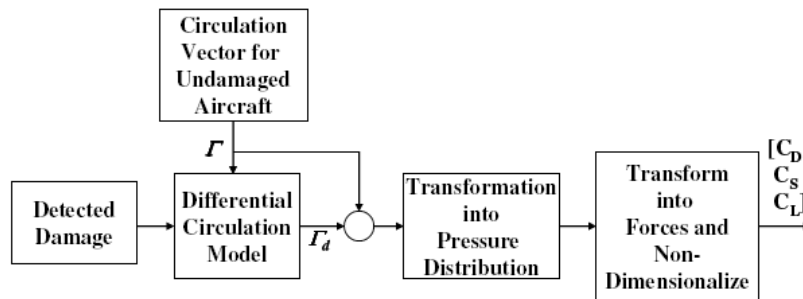 Circulation
Vector for
Undamaged
Aircraft
Γ
Detected
Damage
Differential
Circulation
Model
Γd
Transformation
into
Pressure
Distribution
Transform
into
Forces and
Non-
Dimensionalize
[CD
CS
CL]